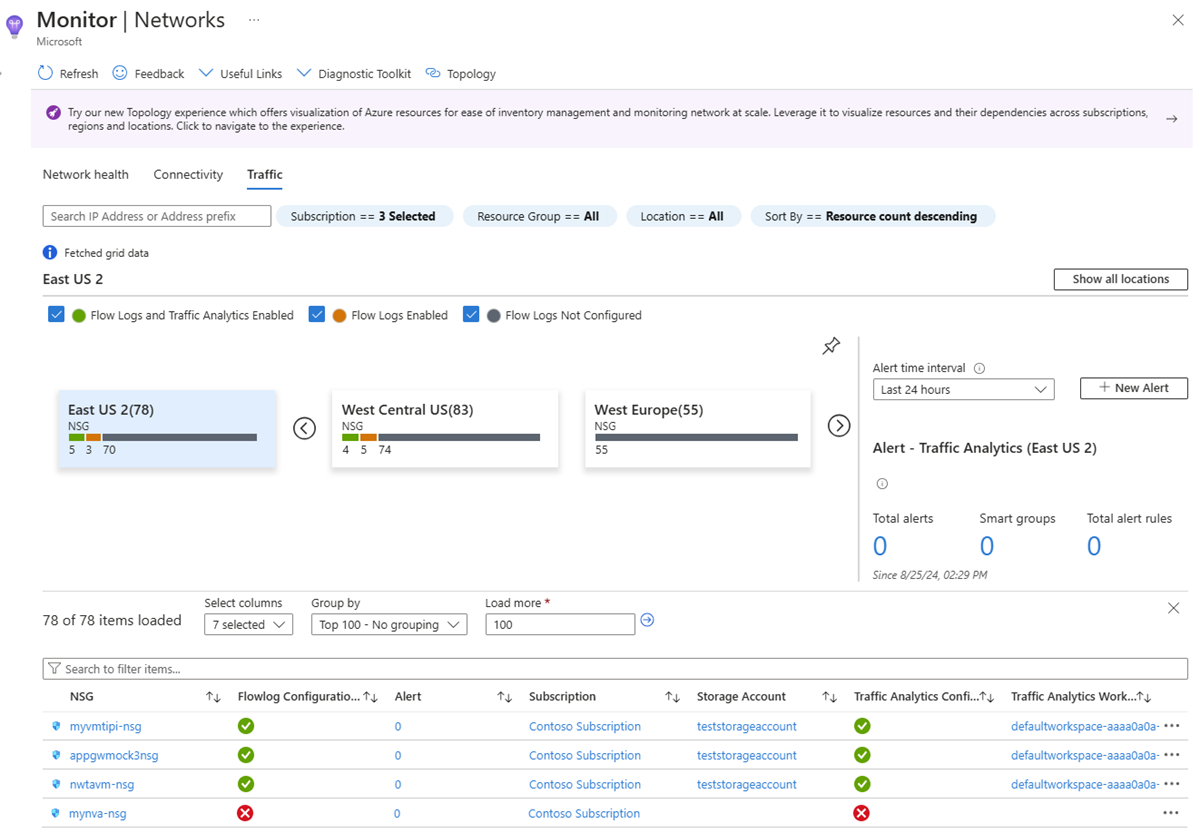 Monitor | Networks ...
Microsoft
Refresh Feedback Useful Links Diagnostic Toolkit Topology
Try our new Topology experience which offers visualization of Azure resources for ease of inventory management and monitoring network at scale. Leverage it to visualize resources and their dependencies across subscriptions,
regions and locations. Click to navigate to the experience.
Network health Connectivity Traffic
Search IP Address or Address prefix Subscription == 3 Selected Resource Group == All Location == All Sort By == Resource count descending
Fetched grid data
East US 2 Show all locations
Flow Logs and Traffic Analytics Enabled Flow Logs Enabled Flow Logs Not Configured
Alert time interval
Last 24 hours + New Alert
East US 2(78) West Central US(83) West Europe(55)
NSG NSG NSG
5 3 70 4 5 74 55
Alert - Traffic Analytics (East US 2)
Total alerts Smart groups Total alert rules
0 0 0
Since 8/25/24, 02:29 PM
78 of 78 items loaded
Select columns Group by Load more *
7 selected Top 100 - No grouping 100
Search to filter items...
NSG Flowlog Configuratio... Alert Subscription Storage Account Traffic Analytics Confi... Traffic Analytics Work...
myvmtipi-nsg 0 Contoso Subscription teststorageaccount defaultworkspace-aaaa0a0a- ...
appgwmock3nsg 0 Contoso Subscription teststorageaccount defaultworkspace-aaaa0a0a- ...
nwtavm-nsg 0 Contoso Subscription teststorageaccount defaultworkspace-aaaa0a0a- ...
mynva-nsg 0 Contoso Subscription ...